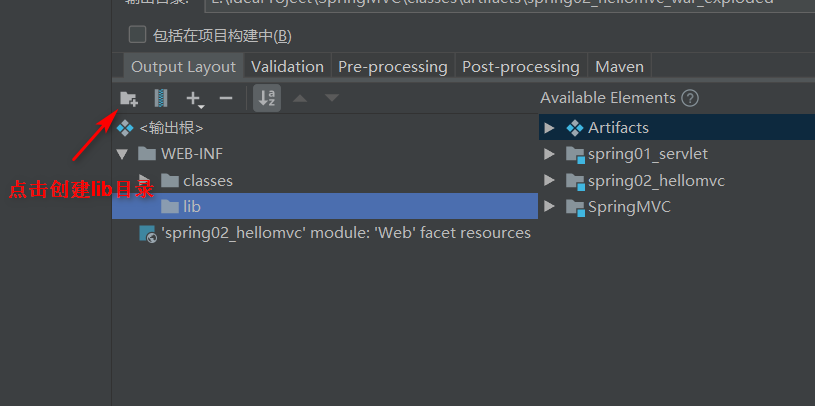 E:\IdeaProject\SpringMVC\classes\artifacts\spring02_hellomvc_war_exploded
包括在项目构建中(B)
Output Layout Validation Pre-processing Post-processing Maven
Available Elements ?
<输出根>
Artifacts
WEB-INF
spring01_servlet
classes
spring02_hellomvc
点击创建lib目录
lib
SpringMVC
'spring02_hellomvc' module: 'Web' facet resources